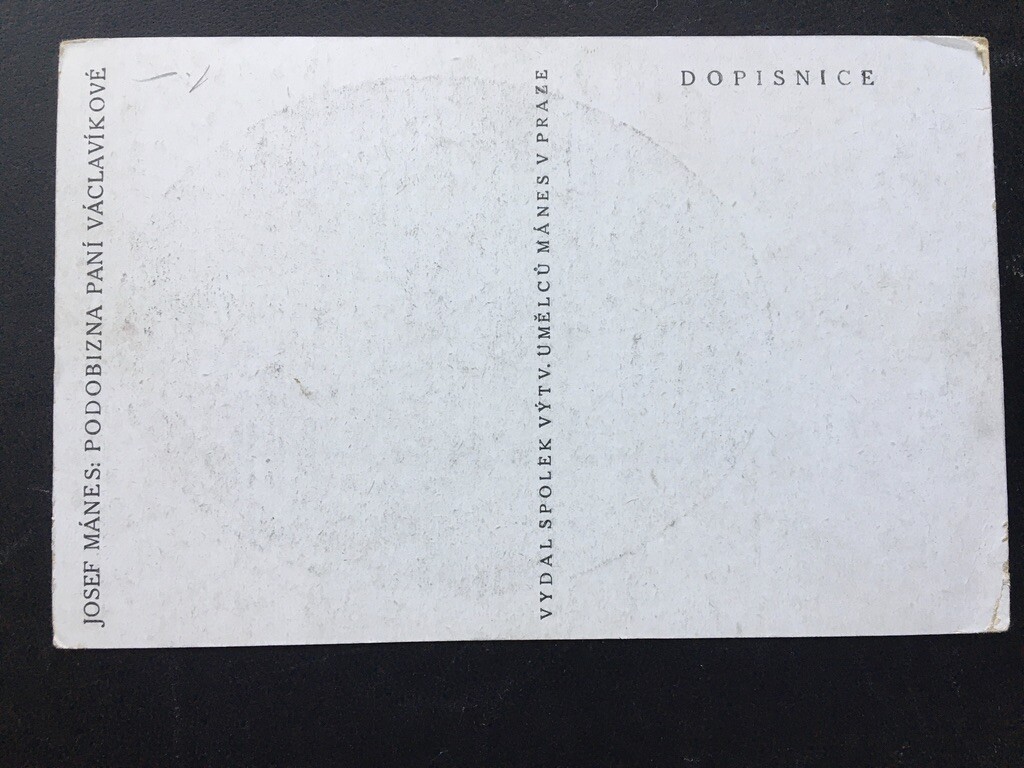 JOSEF MÁNES: PODOBIZNA PANÍ VÁCLAVÍKOVÉ
VYDAL SPOLEK VÝTV. UMĚLCŮ MÁNES V PRAZE
DOPISNICE